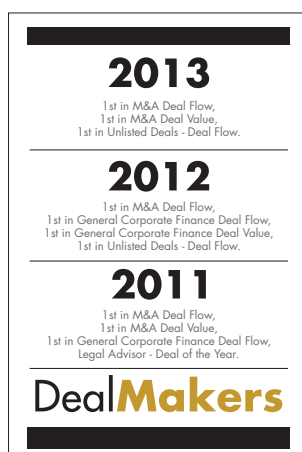 2013
1st in M&A Deal Flow,
1st in M&A Deal Value,
1st in Unlisted Deals - Deal Flow.
2012
1st in M&A Deal Flow,
1st in General Corporate Finance Deal Flow,
1st in General Corporate Finance Deal Value,
1st in Unlisted Deals - Deal Flow.
2011
1st in M&A Deal Flow,
1st in M&A Deal Value,
1st in General Corporate Finance Deal Flow,
Legal Advisor - Deal of the Year.
DealMakers